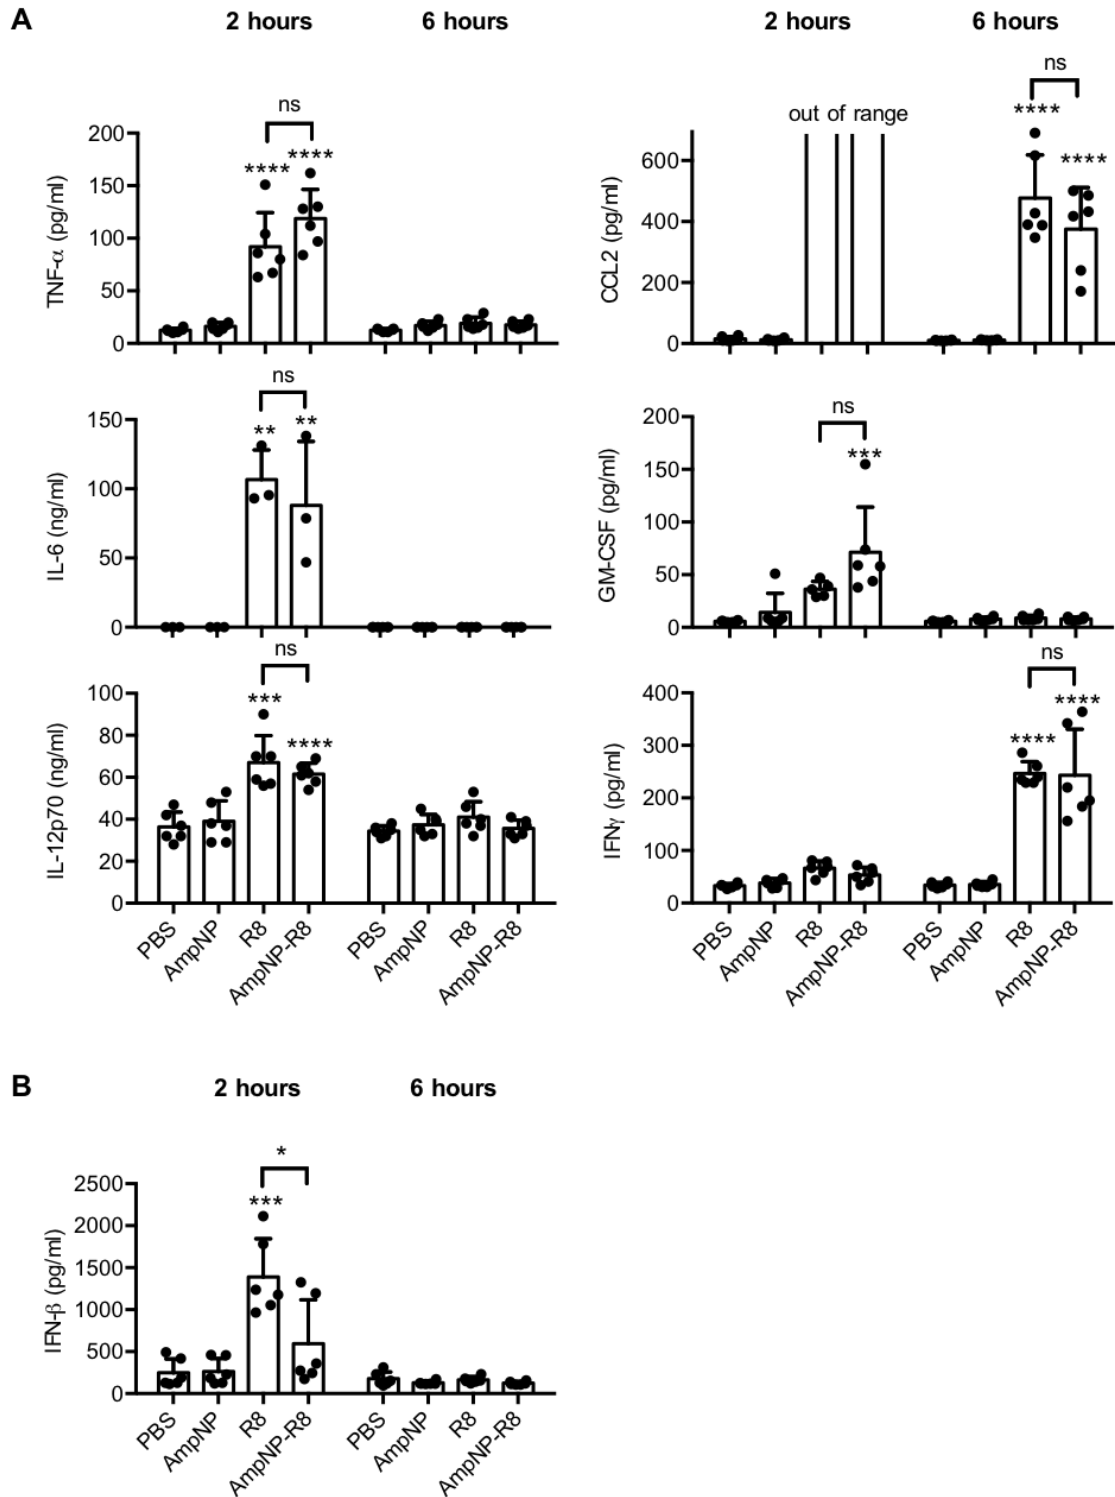 A
2 hours
6 hours
2 hours
6 hours
ns
****
****
TNF-α (pg/ml)
200
150
100
50
0
out of range
ns
****
****
CCL2 (pg/ml)
600
400
200
0
ns
**
**
IL-6 (ng/ml)
150
100
50
0
ns
***
GM-CSF (pg/ml)
200
150
100
50
0
ns
***
****
IL-12p70 (ng/ml)
100
80
60
40
20
0
PBS
AmpNP
R8
AmpNP-R8
PBS
AmpNP
R8
AmpNP-R8
ns
****
****
IFNγ (pg/ml)
400
300
200
100
0
PBS
AmpNP
R8
AmpNP-R8
PBS
AmpNP
R8
AmpNP-R8
B
2 hours
6 hours
*
***
IFN-β (pg/ml)
2500
2000
1500
1000
500
0
PBS
AmpNP
R8
AmpNP-R8
PBS
AmpNP
R8
AmpNP-R8